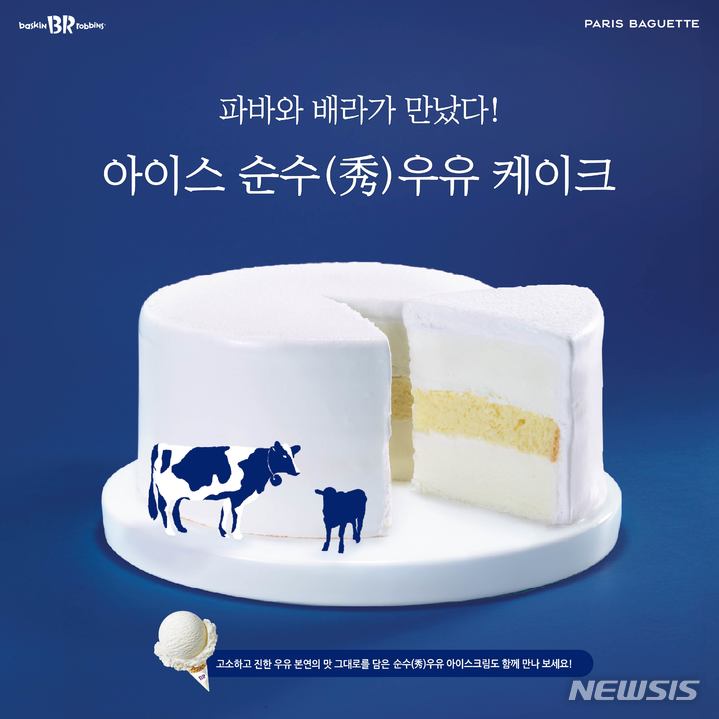 baskin BR robbins
PARIS BAGUETTE
파바와 배라가 만났다!
아이스 순수(秀)우유 케이크
고소하고 진한 우유 본연의 맛 그대로를 담은 순수(秀)우유 아이스크림도 함께 만나 보세요!
NEWSIS